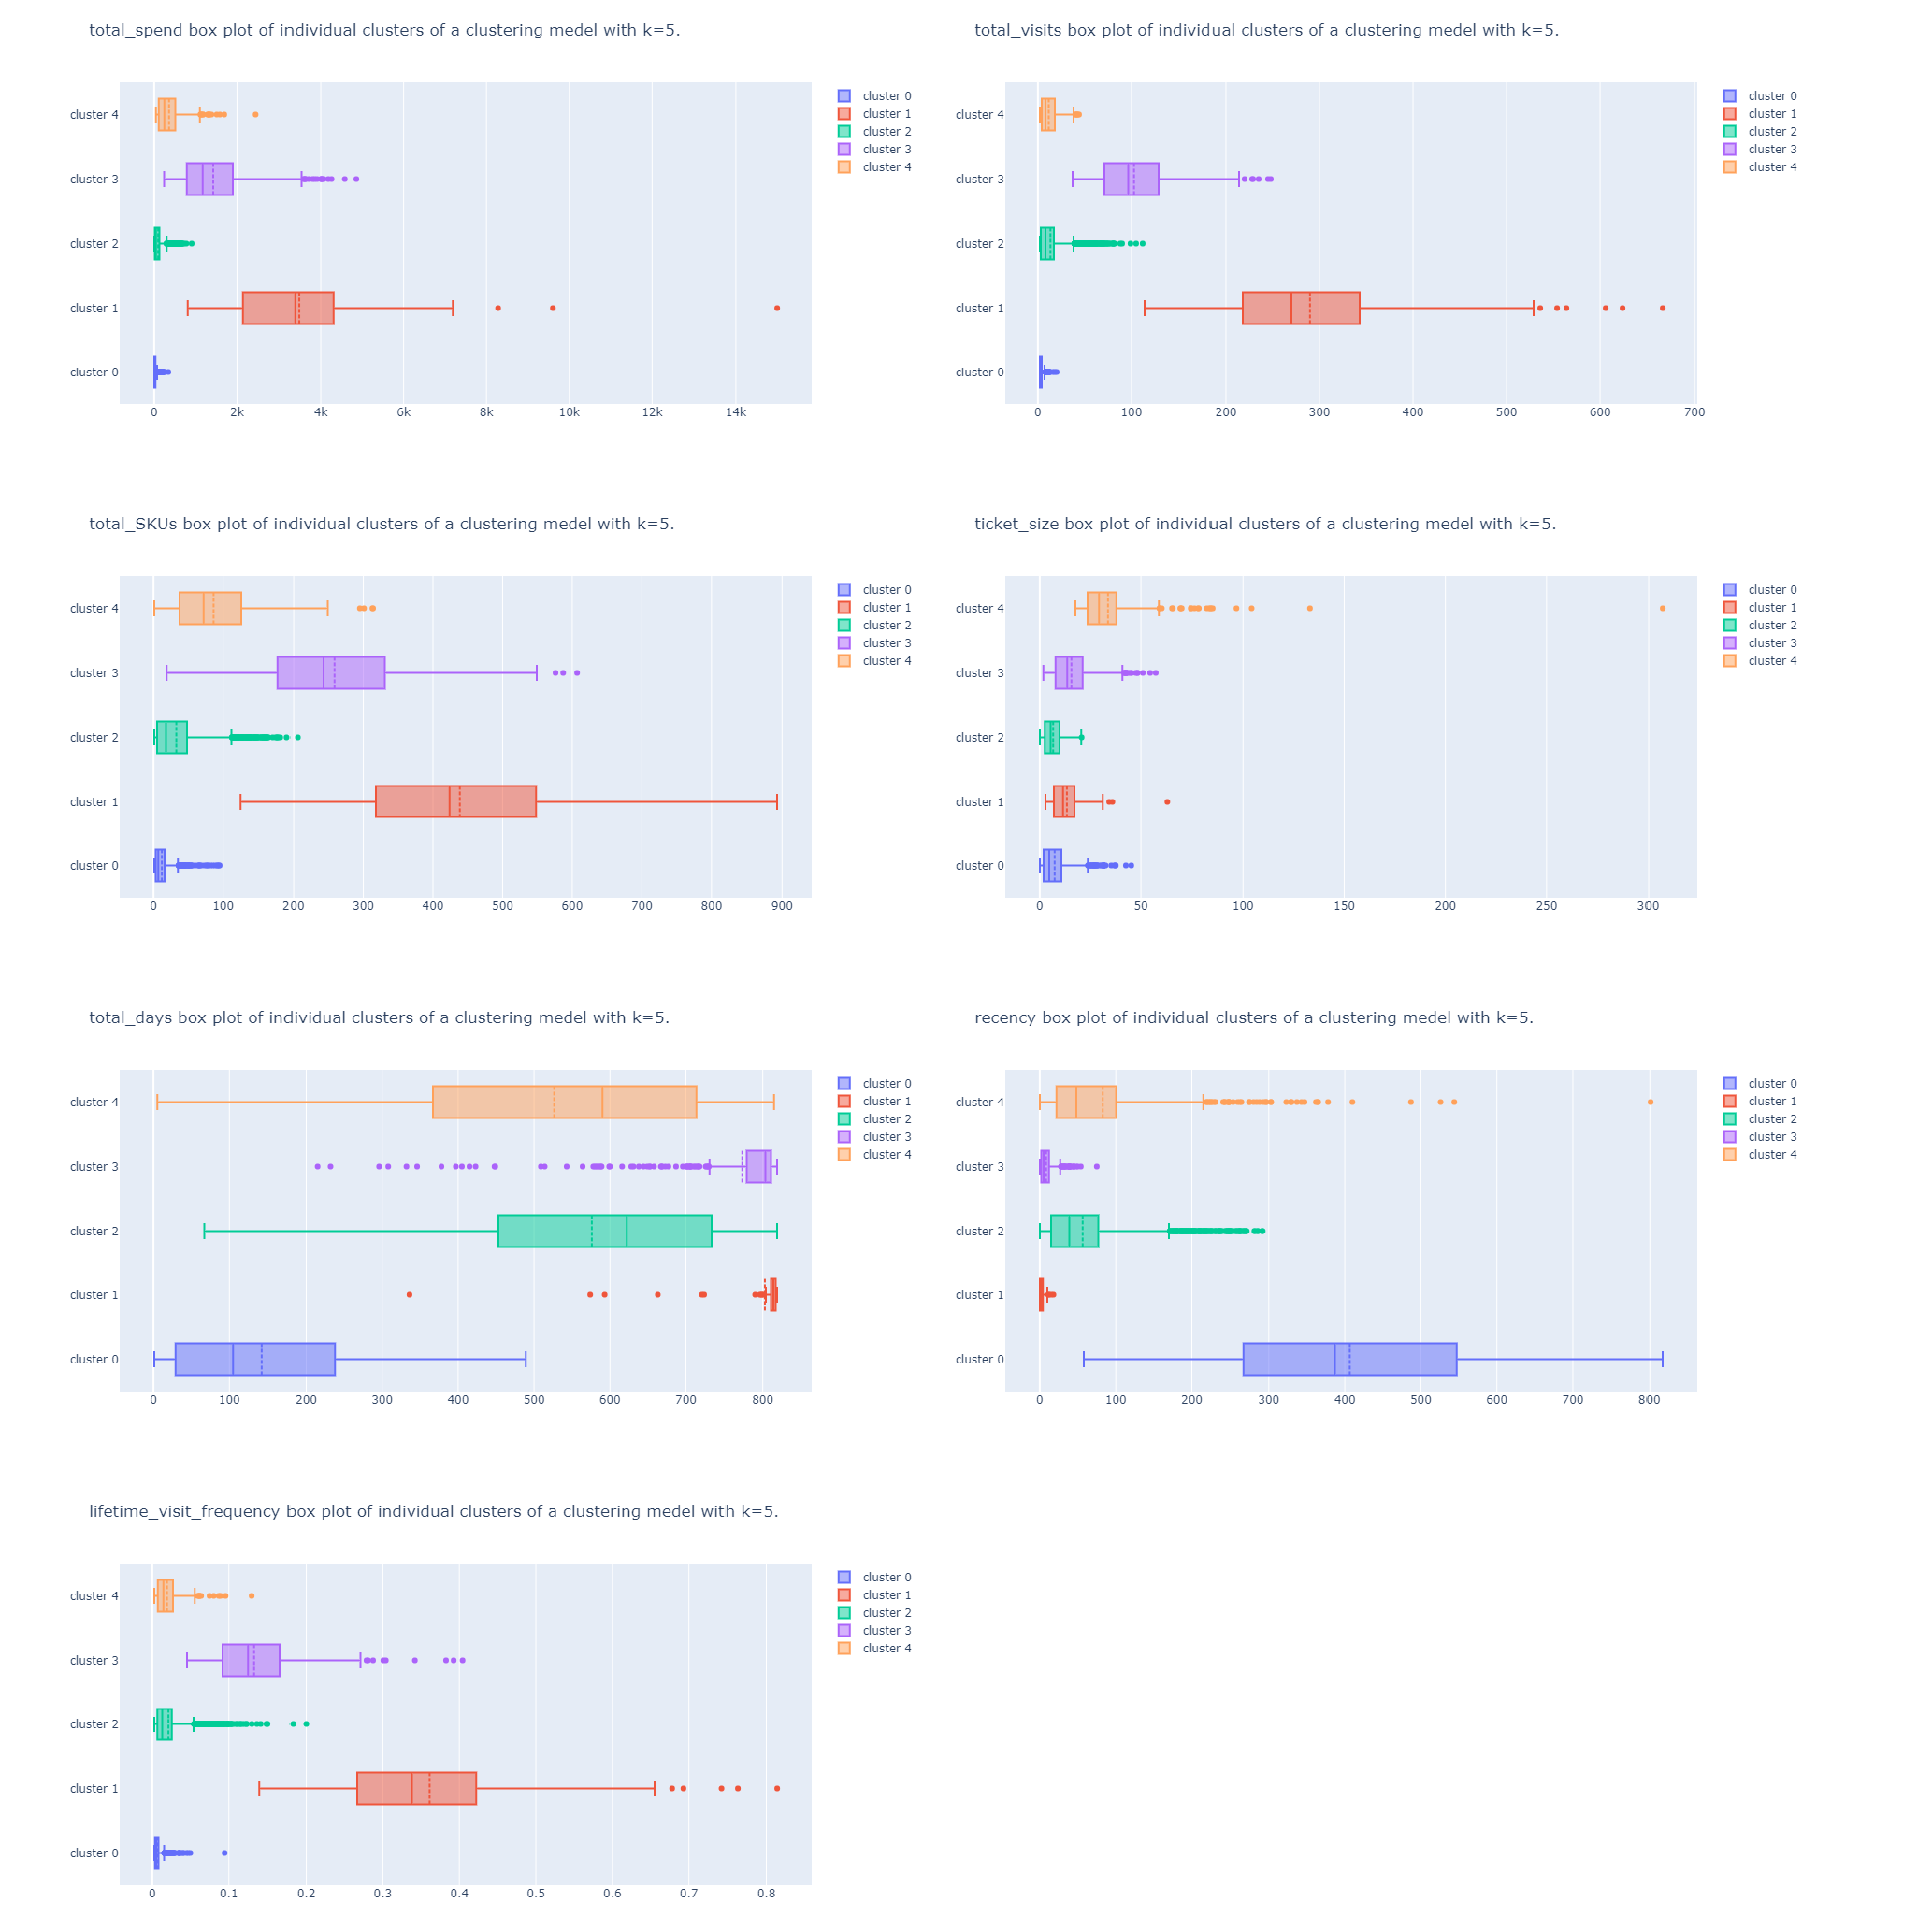 total_spend box plot of individual clusters of a clustering medel with k=5.
cluster 4
cluster 3
cluster 2
cluster 1
cluster 0
0 2k 4k 6k 8k 10k 12k 14k
cluster 0
cluster 1
cluster 2
cluster 3
cluster 4
total_visits box plot of individual clusters of a clustering medel with k=5.
cluster 4
cluster 3
cluster 2
cluster 1
cluster 0
0 100 200 300 400 500 600 700
cluster 0
cluster 1
cluster 2
cluster 3
cluster 4
total_SKUs box plot of individual clusters of a clustering medel with k=5.
cluster 4
cluster 3
cluster 2
cluster 1
cluster 0
0 100 200 300 400 500 600 700 800 900
cluster 0
cluster 1
cluster 2
cluster 3
cluster 4
ticket_size box plot of individual clusters of a clustering medel with k=5.
cluster 4
cluster 3
cluster 2
cluster 1
cluster 0
0 50 100 150 200 250 300
cluster 0
cluster 1
cluster 2
cluster 3
cluster 4
total_days box plot of individual clusters of a clustering medel with k=5.
cluster 4
cluster 3
cluster 2
cluster 1
cluster 0
0 100 200 300 400 500 600 700 800
cluster 0
cluster 1
cluster 2
cluster 3
cluster 4
recency box plot of individual clusters of a clustering medel with k=5.
cluster 4
cluster 3
cluster 2
cluster 1
cluster 0
0 100 200 300 400 500 600 700 800
cluster 0
cluster 1
cluster 2
cluster 3
cluster 4
lifetime_visit_frequency box plot of individual clusters of a clustering medel with k=5.
cluster 4
cluster 3
cluster 2
cluster 1
cluster 0
0 0.1 0.2 0.3 0.4 0.5 0.6 0.7 0.8
cluster 0
cluster 1
cluster 2
cluster 3
cluster 4